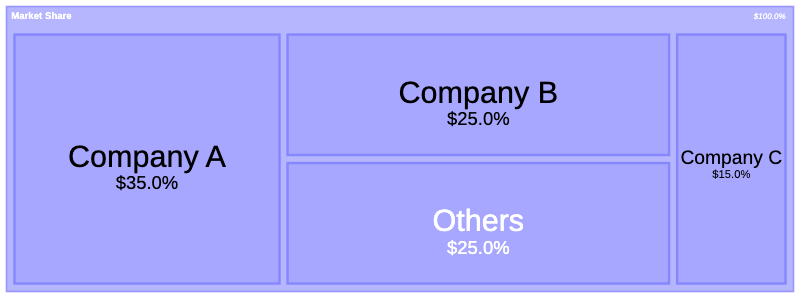 Market Share
$100.0%
Company A
$35.0%
Company B
$25.0%
Others
$25.0%
Company C
$15.0%